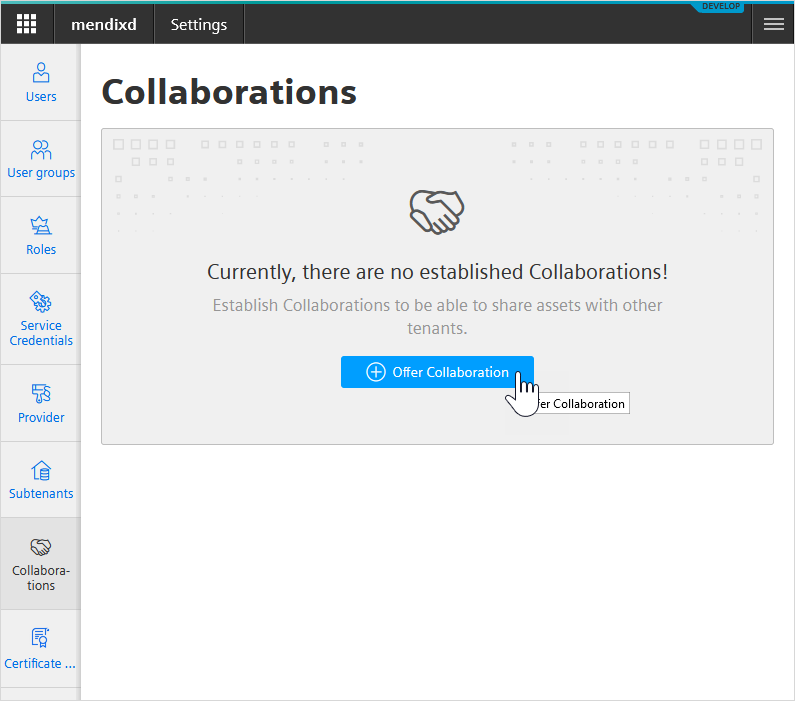 DEVELOP
mendixd
Settings
Users
User groups
Roles
Service
Credentials
Provider
Subtenants
Collabora-
tions
Certificate ...
Collaborations
Currently, there are no established Collaborations!
Establish Collaborations to be able to share assets with other
tenants.
Offer Collaboration
fer Collaboration